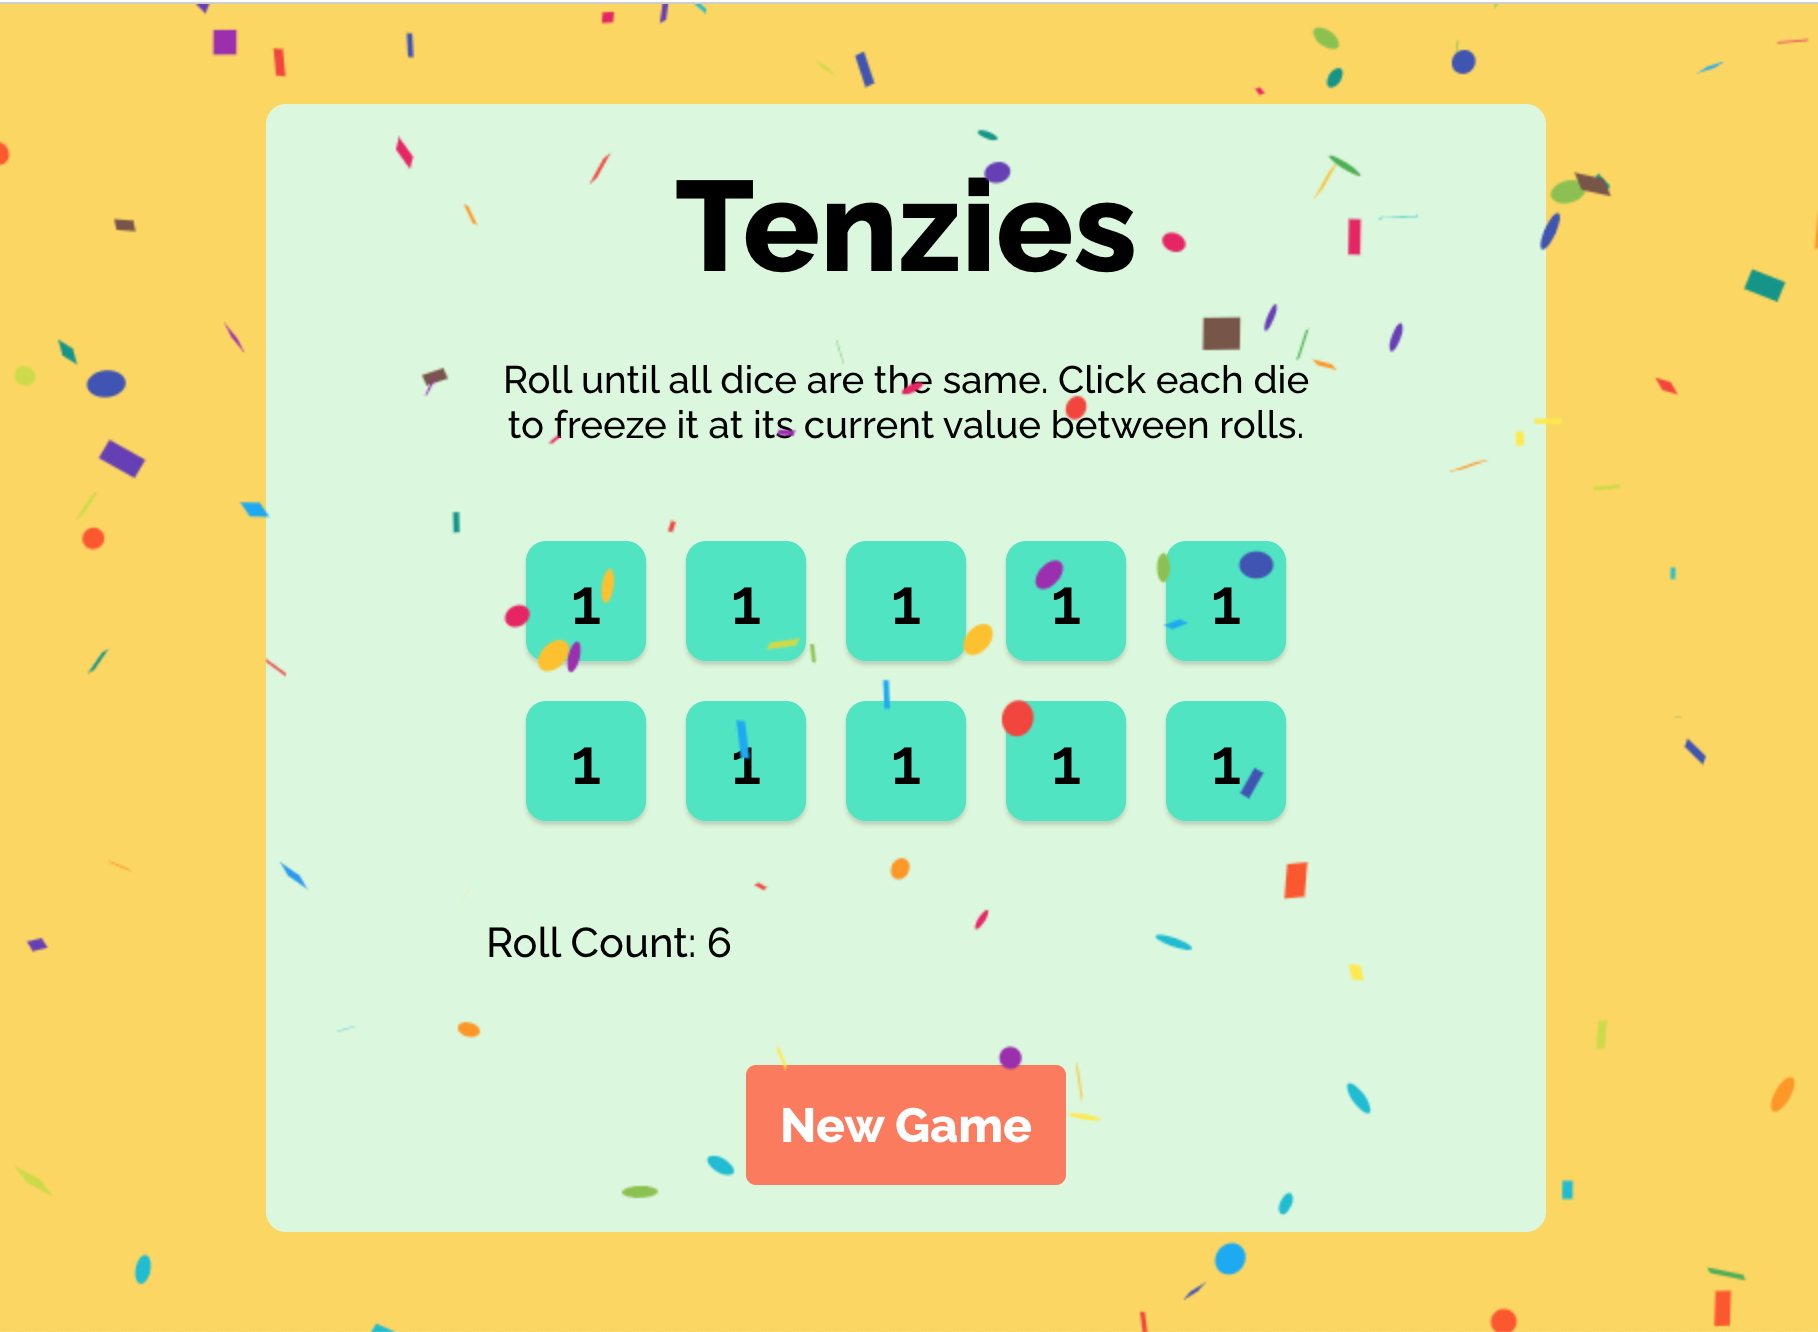 Tenzies
Roll until all dice are the same. Click each die
to freeze it at its current value between rolls.
1 1 1 1 1
1 1 1 1 1
Roll Count: 6
New Game